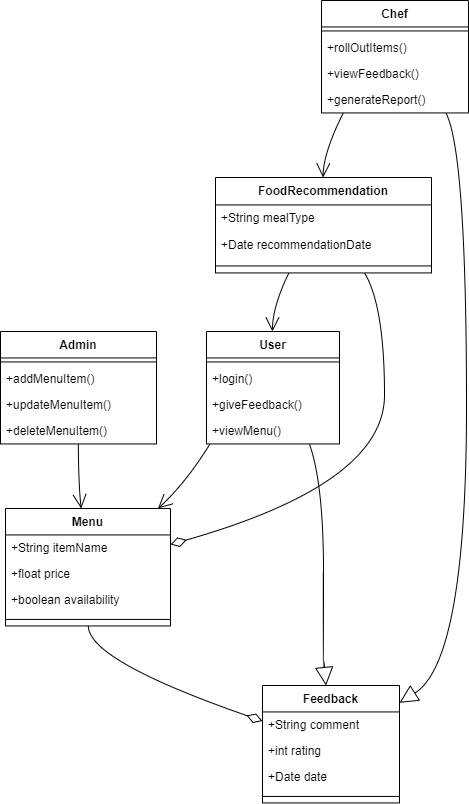 Chef
+rollOutItems()
+viewFeedback()
+generateReport()
FoodRecommendation
+String mealType
+Date recommendationDate
Admin
+addMenuItem()
+updateMenuItem()
+deleteMenuItem()
User
+login()
+giveFeedback()
+viewMenu()
Menu
+String itemName
+float price
+boolean availability
Feedback
+String comment
+int rating
+Date date